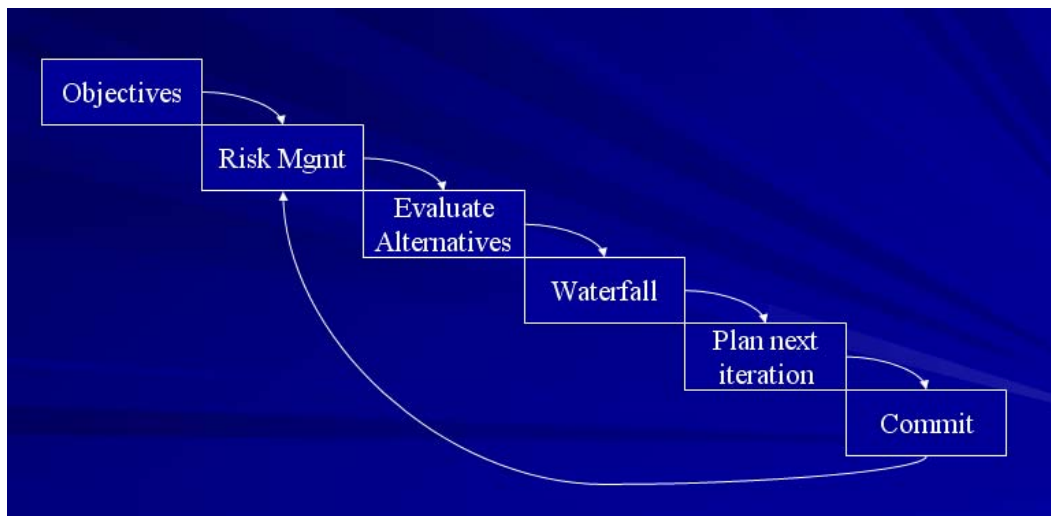 Objectives
Risk Mgmt
Evaluate
Alternatives
Waterfall
Plan next
iteration
Commit